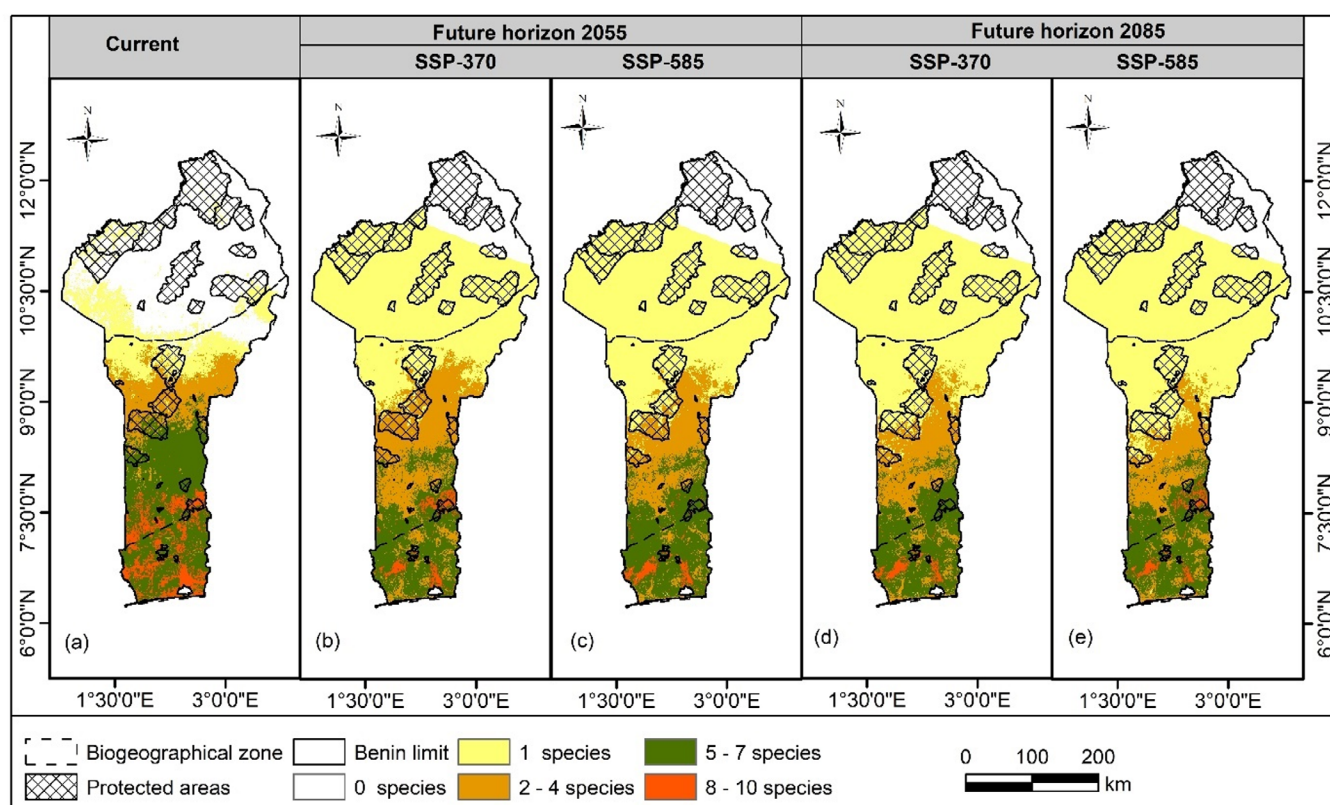 Current
Future horizon 2055
Future horizon 2085
SSP-370
SSP-585
SSP-370
SSP-585
N
N
N
N
N
12°0'0"N
10°30'0"N
9°0'0"N
7°30'0"N
6°0'0"N
12°0'0"N
10°30'0"N
9°0'0"N
7°30'0"N
6°0'0"N
(a)
(b)
(c)
(d)
(e)
1°30'0"E
3°0'0"E
1°30'0"E
3°0'0"E
1°30'0"E
3°0'0"E
1°30'0"E
3°0'0"E
1°30'0"E
3°0'0"E
Biogeographical zone
Benin limit
1 species
5 - 7 species
Protected areas
0 species
2 - 4 species
8 - 10 species
0 100 200
km